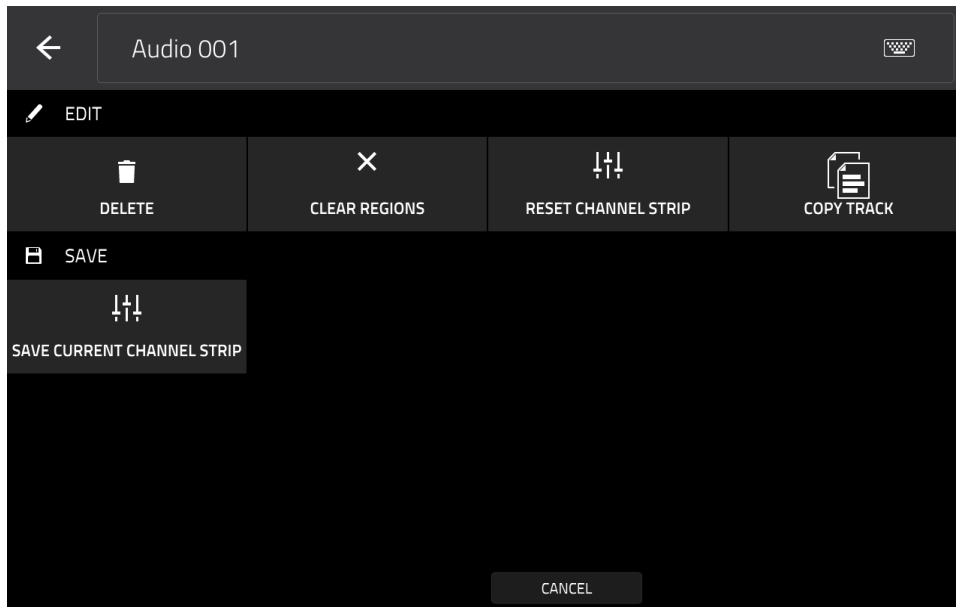 Audio 001
EDIT
DELETE
CLEAR REGIONS
RESET CHANNEL STRIP
COPY TRACK
SAVE
SAVE CURRENT CHANNEL STRIP
CANCEL